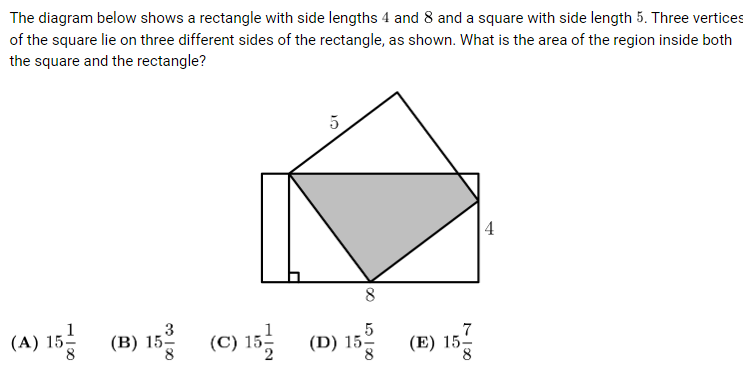 The diagram below shows a rectangle with side lengths 4 and 8 and a square with side length 5. Three vertices
of the square lie on three different sides of the rectangle, as shown. What is the area of the region inside both
the square and the rectangle?
5
4
8
(A) 15 1/8 (B) 15 3/8 (C) 15 1/2 (D) 15 5/8 (E) 15 7/8